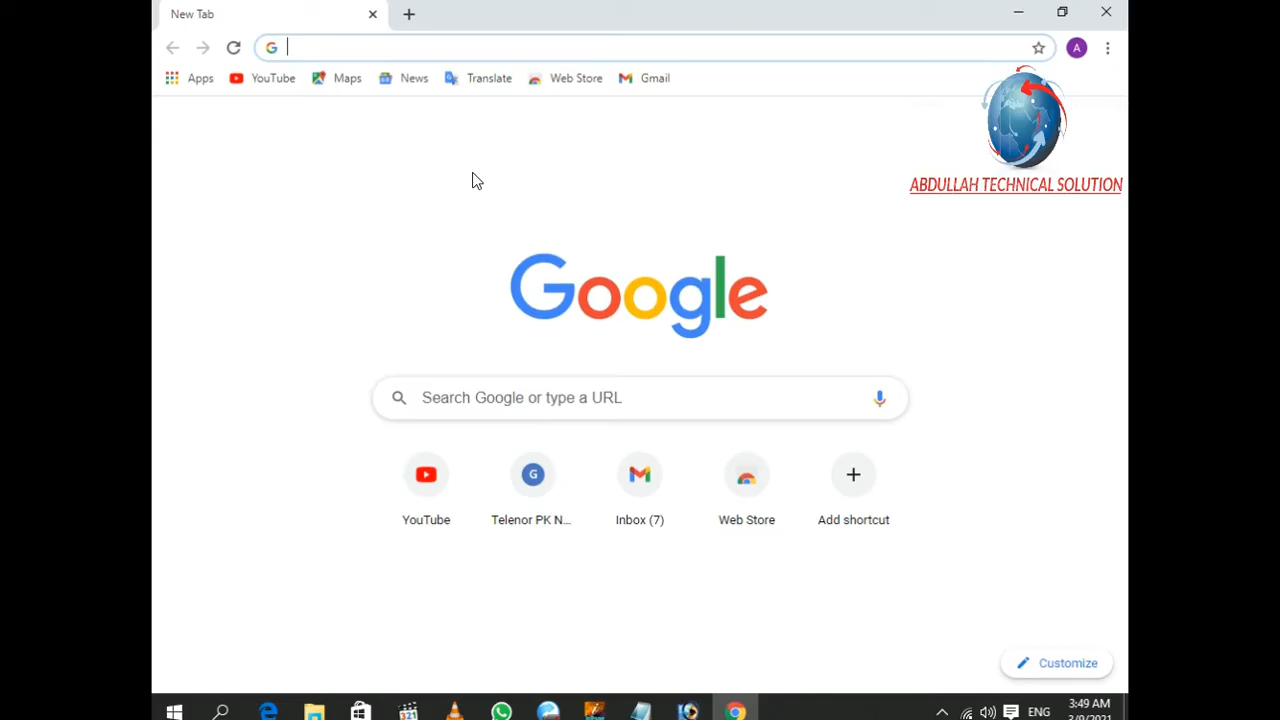 New Tab
Apps YouTube Maps News Translate Web Store Gmail
A
ABDULLAH TECHNICAL SOLUTION
Google
Search Google or type a URL
G
YouTube Telenor PK N... Inbox (7) Web Store Add shortcut
Customize
321
ENG
3:49 AM